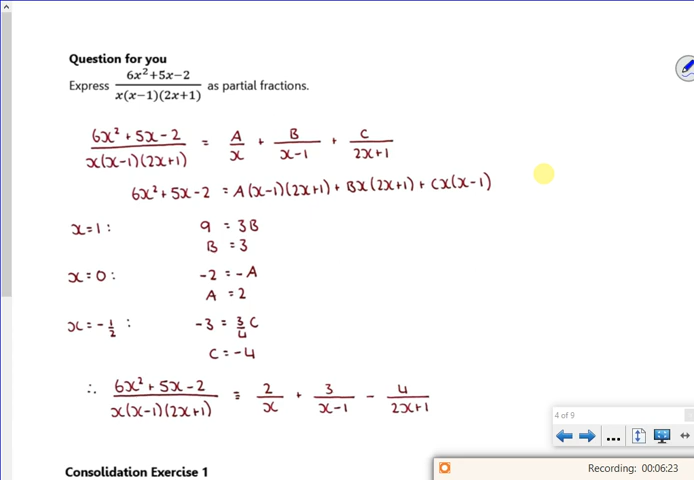 Question for you
Express (6x²+5x−2)/(x(x−1)(2x+1)) as partial fractions.
(6x² + 5x − 2)/(x(x−1)(2x+1)) = A/x + B/(x−1) + C/(2x+1)
6x² + 5x − 2 = A(x−1)(2x+1) + Bx(2x+1) + Cx(x−1)
x = 1 : 9 = 3B
B = 3
x = 0 : -2 = -A
A = 2
x = -1/2 : -3 = 3/4 C
C = -4
∴ (6x² + 5x − 2)/(x(x−1)(2x+1)) = 2/x + 3/(x−1) − 4/(2x+1)
4 of 9
Consolidation Exercise 1
Recording: 00:06:23